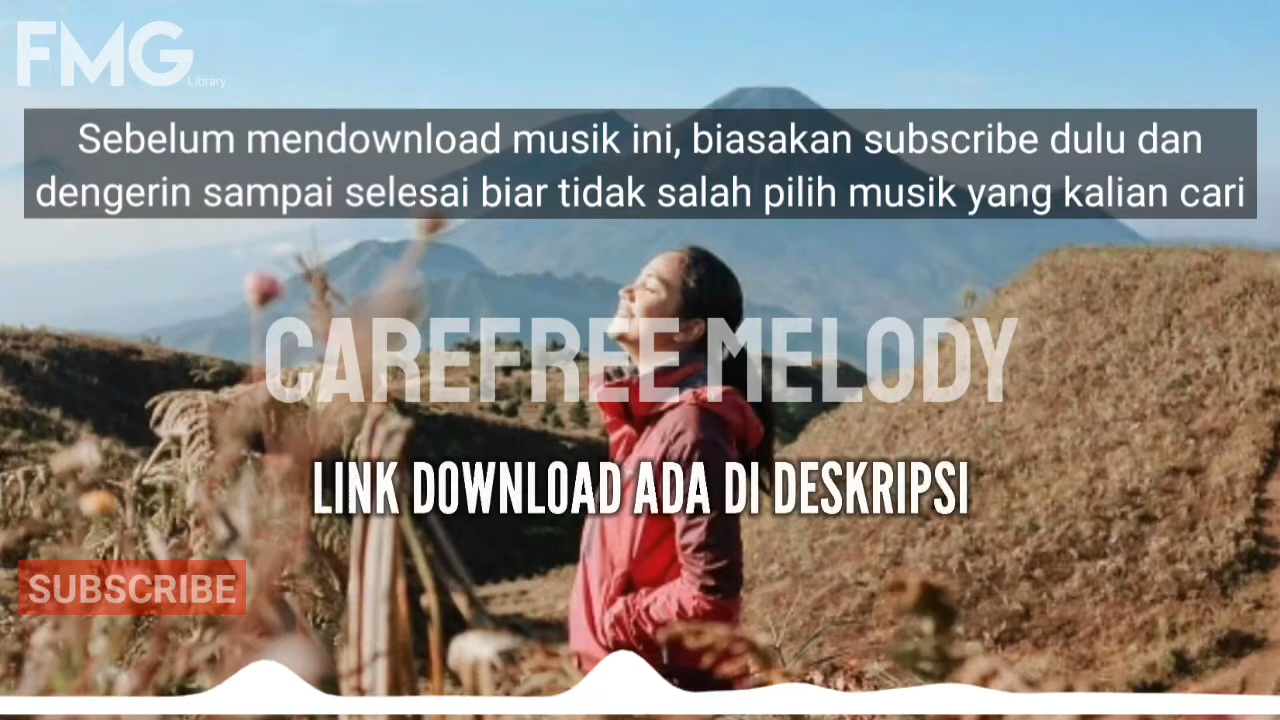 FMG
Library
Sebelum mendownload musik ini, biasakan subscribe dulu dan
dengerin sampai selesai biar tidak salah pilih musik yang kalian cari
CAREFREE MELODY
LINK DOWNLOAD ADA DI DESKRIPSI
SUBSCRIBE